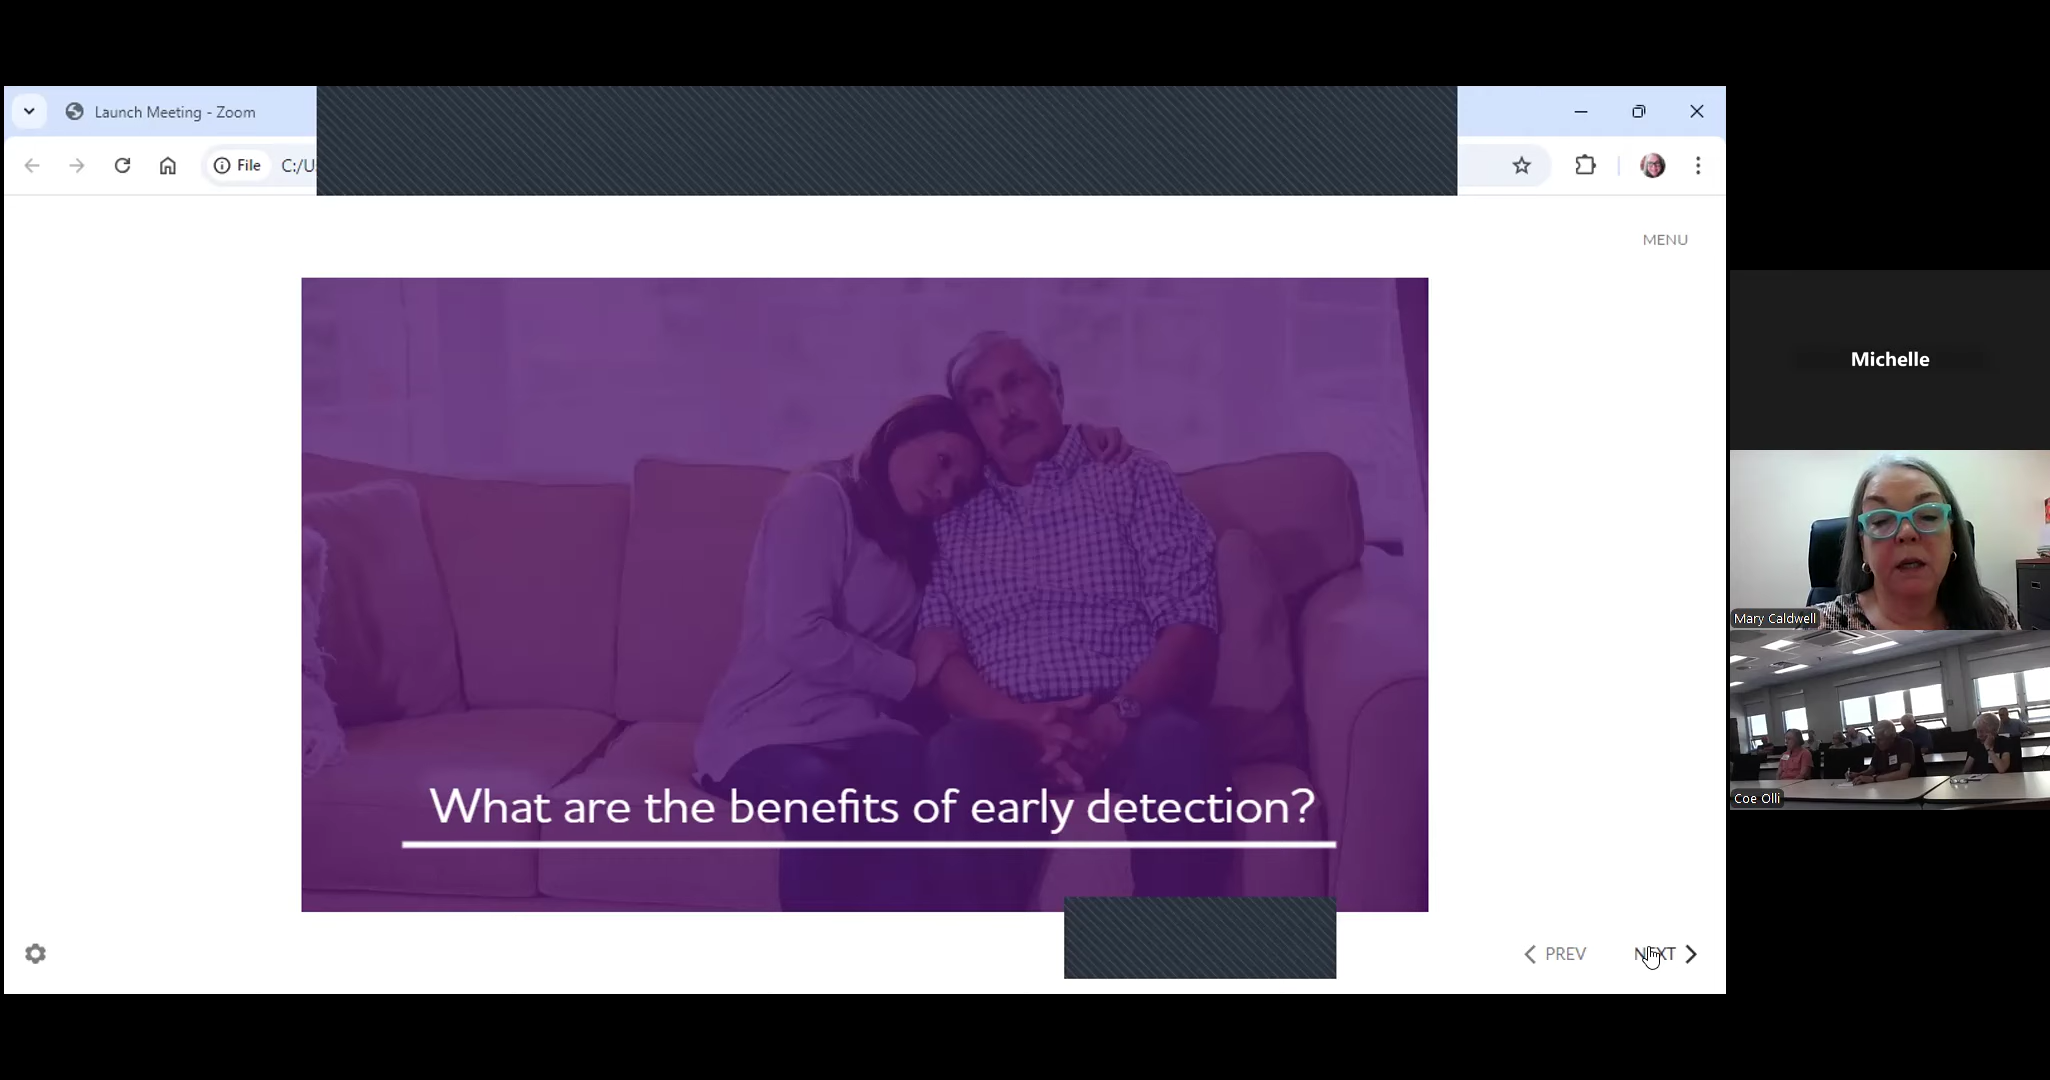 Launch Meeting - Zoom
File C:/U
MENU
Michelle
Mary Caldwell
Coe Olli
What are the benefits of early detection?
PREV
NEXT